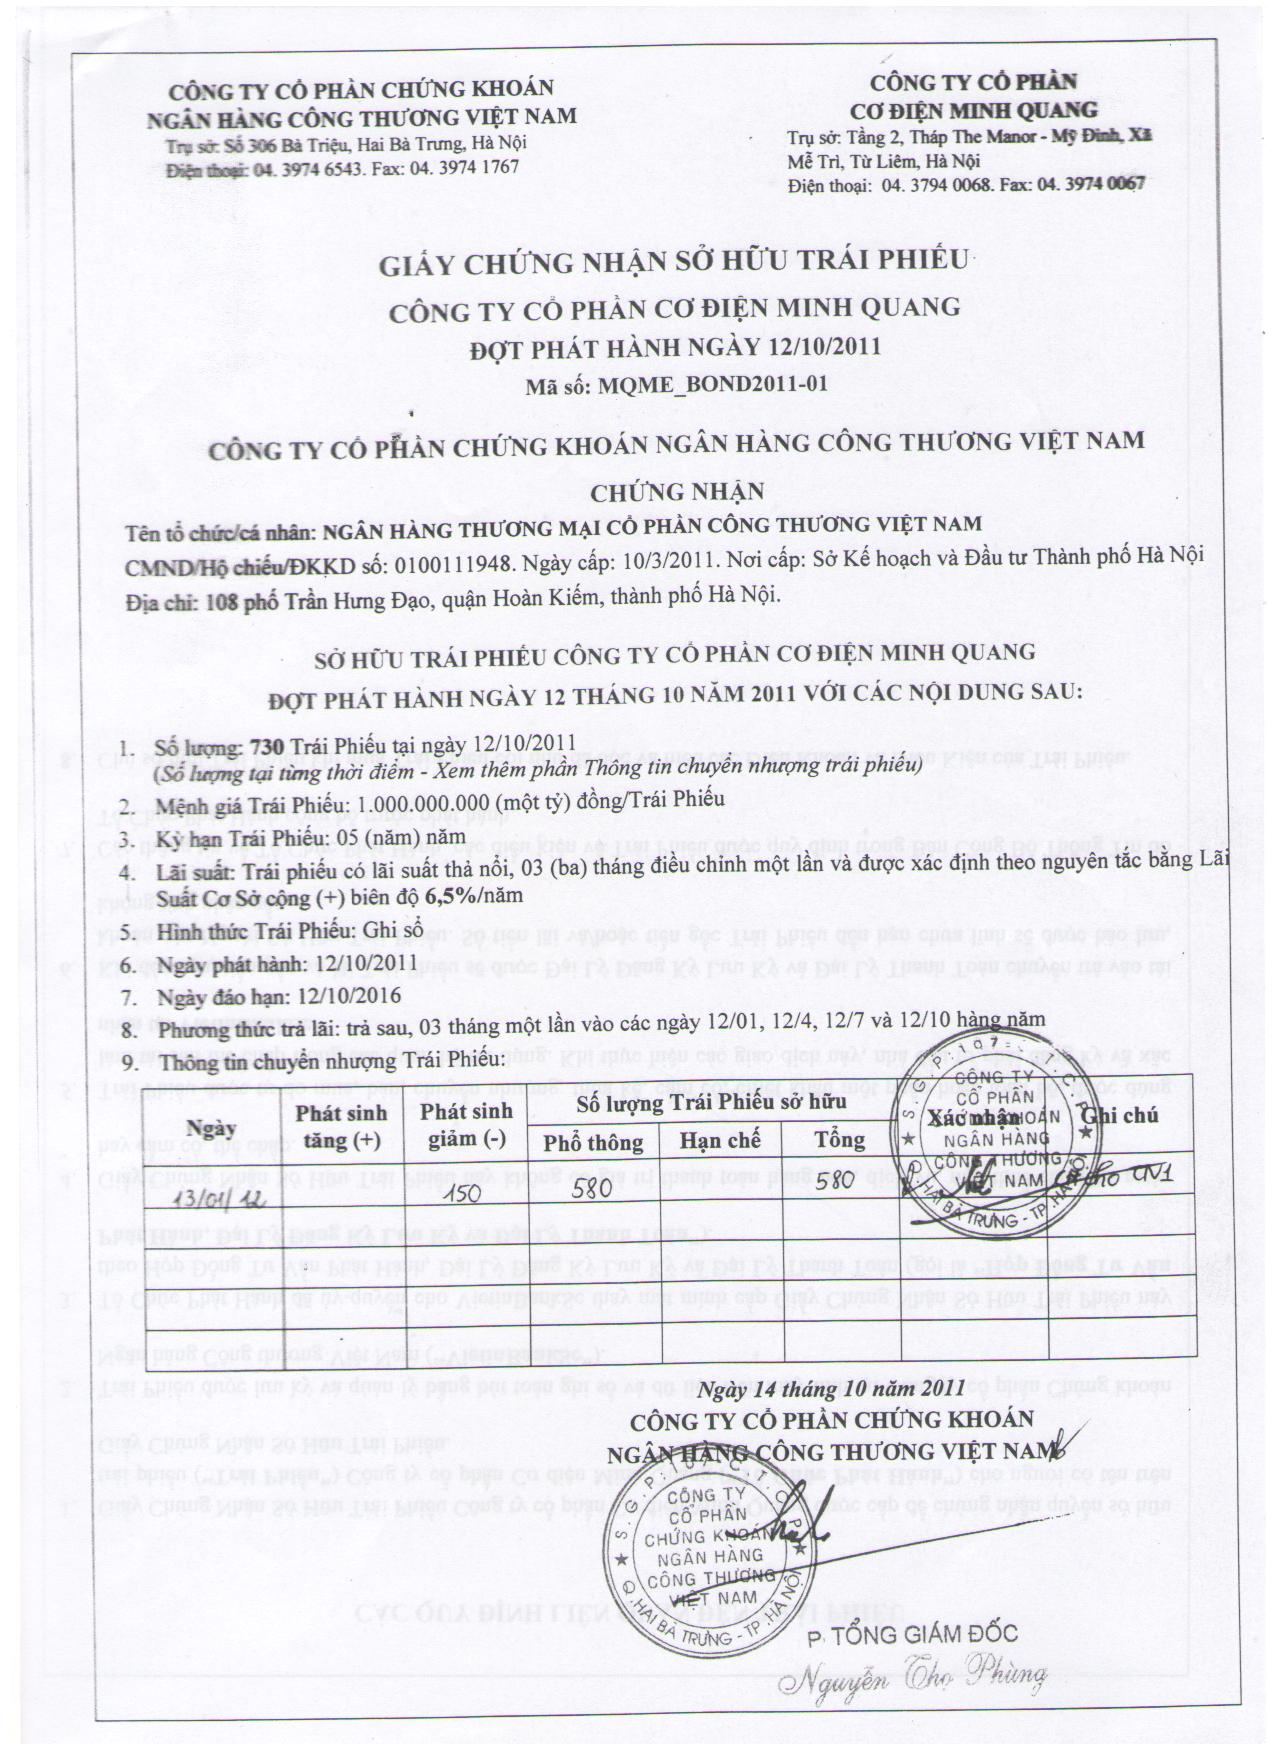 CÔNG TY CỔ PHẦN CHỨNG KHOÁN
NGÂN HÀNG CÔNG THƯƠNG VIỆT NAM
Trụ sở: Số 306 Bà Triệu, Hai Bà Trưng, Hà Nội
Điện thoại: 04. 3974 6543. Fax: 04. 3974 1767
CÔNG TY CỔ PHẦN
CƠ ĐIỆN MINH QUANG
Trụ sở: Tầng 2, Tháp The Manor - Mỹ Đình, Xã
Mễ Trì, Từ Liêm, Hà Nội
Điện thoại: 04. 3794 0068. Fax: 04. 3974 0067
GIẤY CHỨNG NHẬN SỞ HỮU TRÁI PHIẾU
CÔNG TY CỔ PHẦN CƠ ĐIỆN MINH QUANG
ĐỢT PHÁT HÀNH NGÀY 12/10/2011
Mã số: MQME_BOND2011-01
CÔNG TY CỔ PHẦN CHỨNG KHOÁN NGÂN HÀNG CÔNG THƯƠNG VIỆT NAM
CHỨNG NHẬN
Tên tổ chức/cá nhân: NGÂN HÀNG THƯƠNG MẠI CỔ PHẦN CÔNG THƯƠNG VIỆT NAM
CMND/Hộ chiếu/ĐKKD số: 0100111948. Ngày cấp: 10/3/2011. Nơi cấp: Sở Kế hoạch và Đầu tư Thành phố Hà Nội
Địa chỉ: 108 phố Trần Hưng Đạo, quận Hoàn Kiếm, thành phố Hà Nội.
SỞ HỮU TRÁI PHIẾU CÔNG TY CỔ PHẦN CƠ ĐIỆN MINH QUANG
ĐỢT PHÁT HÀNH NGÀY 12 THÁNG 10 NĂM 2011 VỚI CÁC NỘI DUNG SAU:
1. Số lượng: 730 Trái Phiếu tại ngày 12/10/2011
(Số lượng tại từng thời điểm - Xem thêm phần Thông tin chuyển nhượng trái phiếu)
2. Mệnh giá Trái Phiếu: 1.000.000.000 (một tỷ) đồng/Trái Phiếu
3. Kỳ hạn Trái Phiếu: 05 (năm) năm
4. Lãi suất: Trái phiếu có lãi suất thả nổi, 03 (ba) tháng điều chỉnh một lần và được xác định theo nguyên tắc bằng Lãi
Suất Cơ Sở cộng (+) biên độ 6,5%/năm
5. Hình thức Trái Phiếu: Ghi sổ
6. Ngày phát hành: 12/10/2011
7. Ngày đáo hạn: 12/10/2016
8. Phương thức trả lãi: trả sau, 03 tháng một lần vào các ngày 12/01, 12/4, 12/7 và 12/10 hàng năm
9. Thông tin chuyển nhượng Trái Phiếu:
Ngày
Phát sinh tăng (+)
Phát sinh giảm (-)
Số lượng Trái Phiếu sở hữu
Phổ thông
Hạn chế
Tổng
Xác nhận
Ghi chú
13/01/12
150
580
580
CÔNG TY
CỔ PHẦN
CHỨNG KHOÁN
NGÂN HÀNG
CÔNG THƯƠNG
VIỆT NAM
Q. HAI BÀ TRƯNG - TP. HÀ NỘI
Ngày 14 tháng 10 năm 2011
CÔNG TY CỔ PHẦN CHỨNG KHOÁN
NGÂN HÀNG CÔNG THƯƠNG VIỆT NAM
CÔNG TY
CỔ PHẦN
CHỨNG KHOÁN
NGÂN HÀNG
CÔNG THƯƠNG
VIỆT NAM
Q. HAI BÀ TRƯNG - TP. HÀ NỘI
P. TỔNG GIÁM ĐỐC
Nguyễn Thọ Phùng